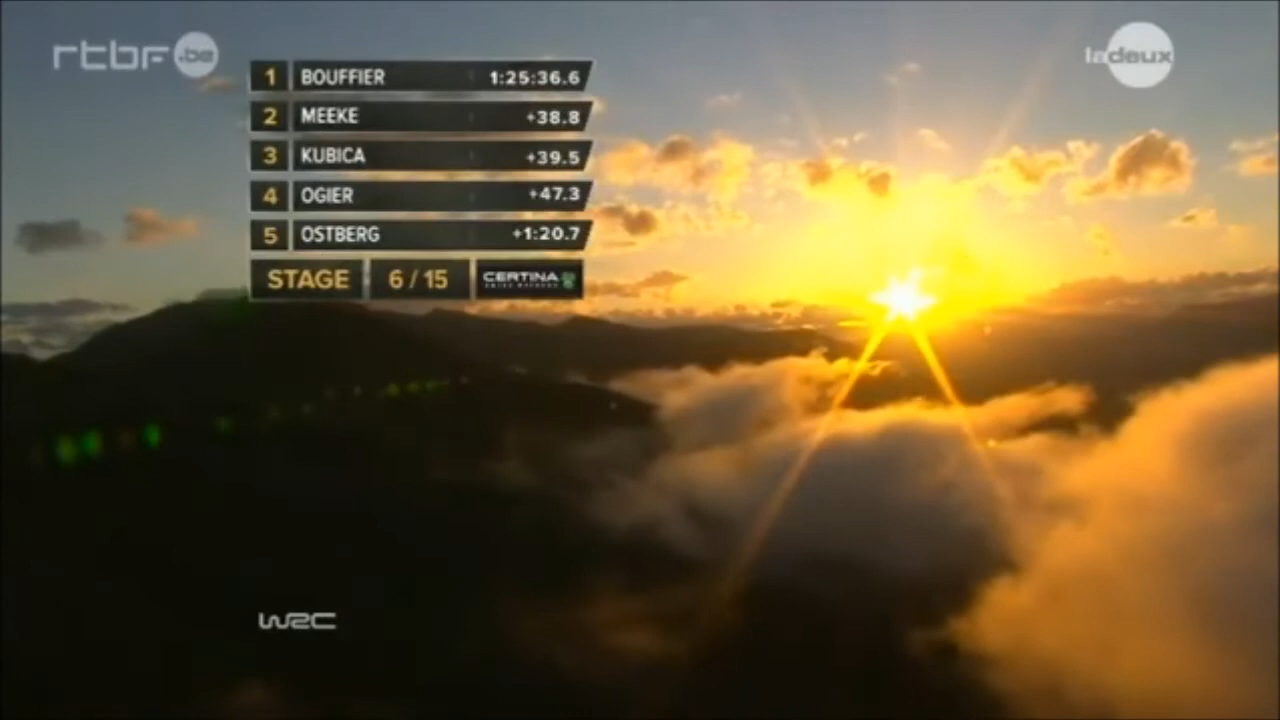 rtbf.be
ladeux
1 BOUFFIER 1:25:36.6
2 MEEKE +38.8
3 KUBICA +39.5
4 OGIER +47.3
5 OSTBERG +1:20.7
STAGE 6 / 15 CERTINA
WRC